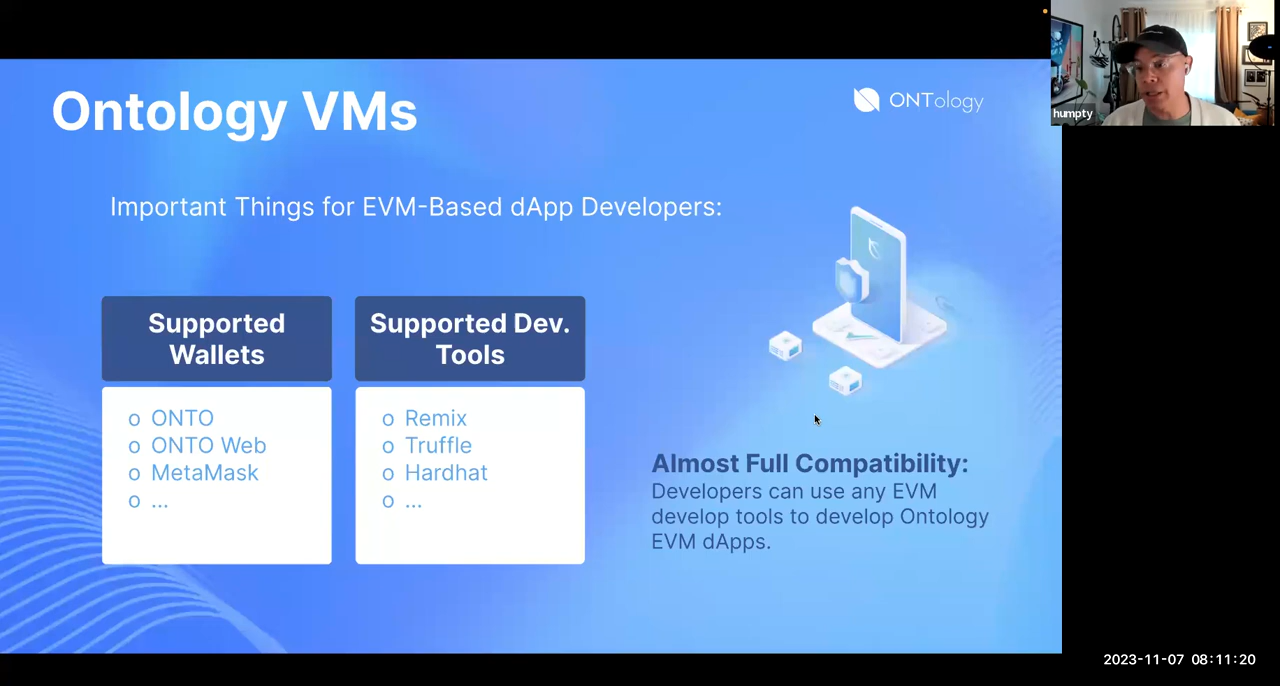 Ontology VMs
ONTology
humpty
Important Things for EVM-Based dApp Developers:
Supported
Wallets
o ONTO
o ONTO Web
o MetaMask
o ...
Supported Dev.
Tools
o Remix
o Truffle
o Hardhat
o ...
Almost Full Compatibility:
Developers can use any EVM
develop tools to develop Ontology
EVM dApps.
2023-11-07 08:11:20